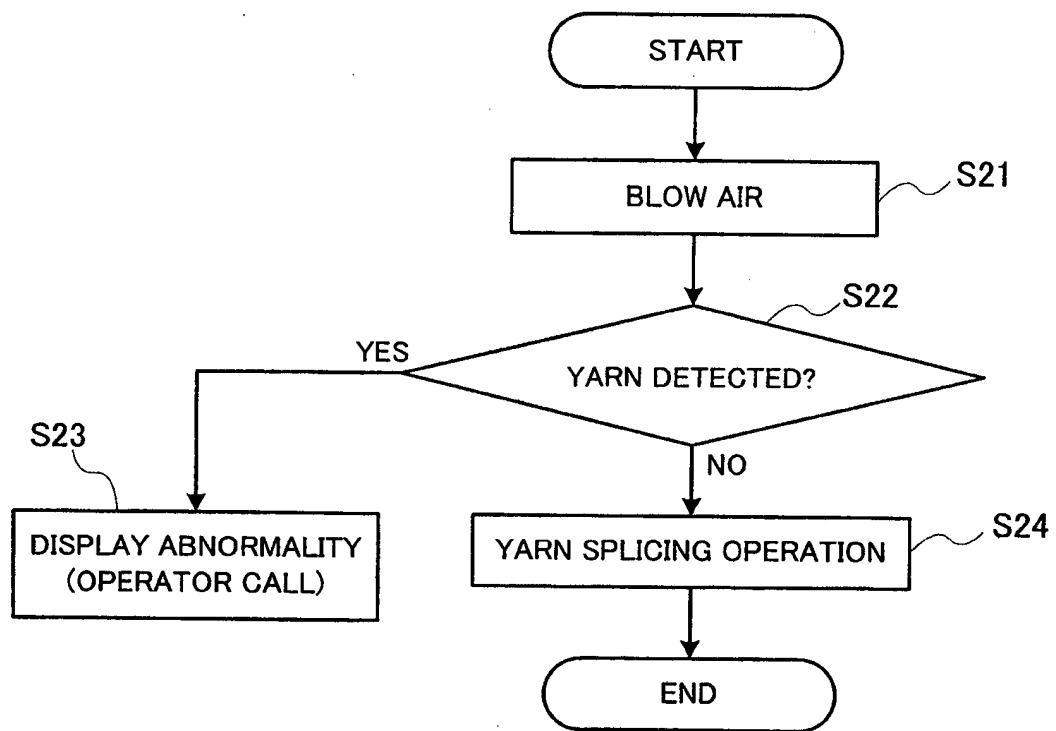 START
BLOW AIR
S21
S22
YES
YARN DETECTED?
S23
NO
DISPLAY ABNORMALITY
(OPERATOR CALL)
YARN SPLICING OPERATION
S24
END